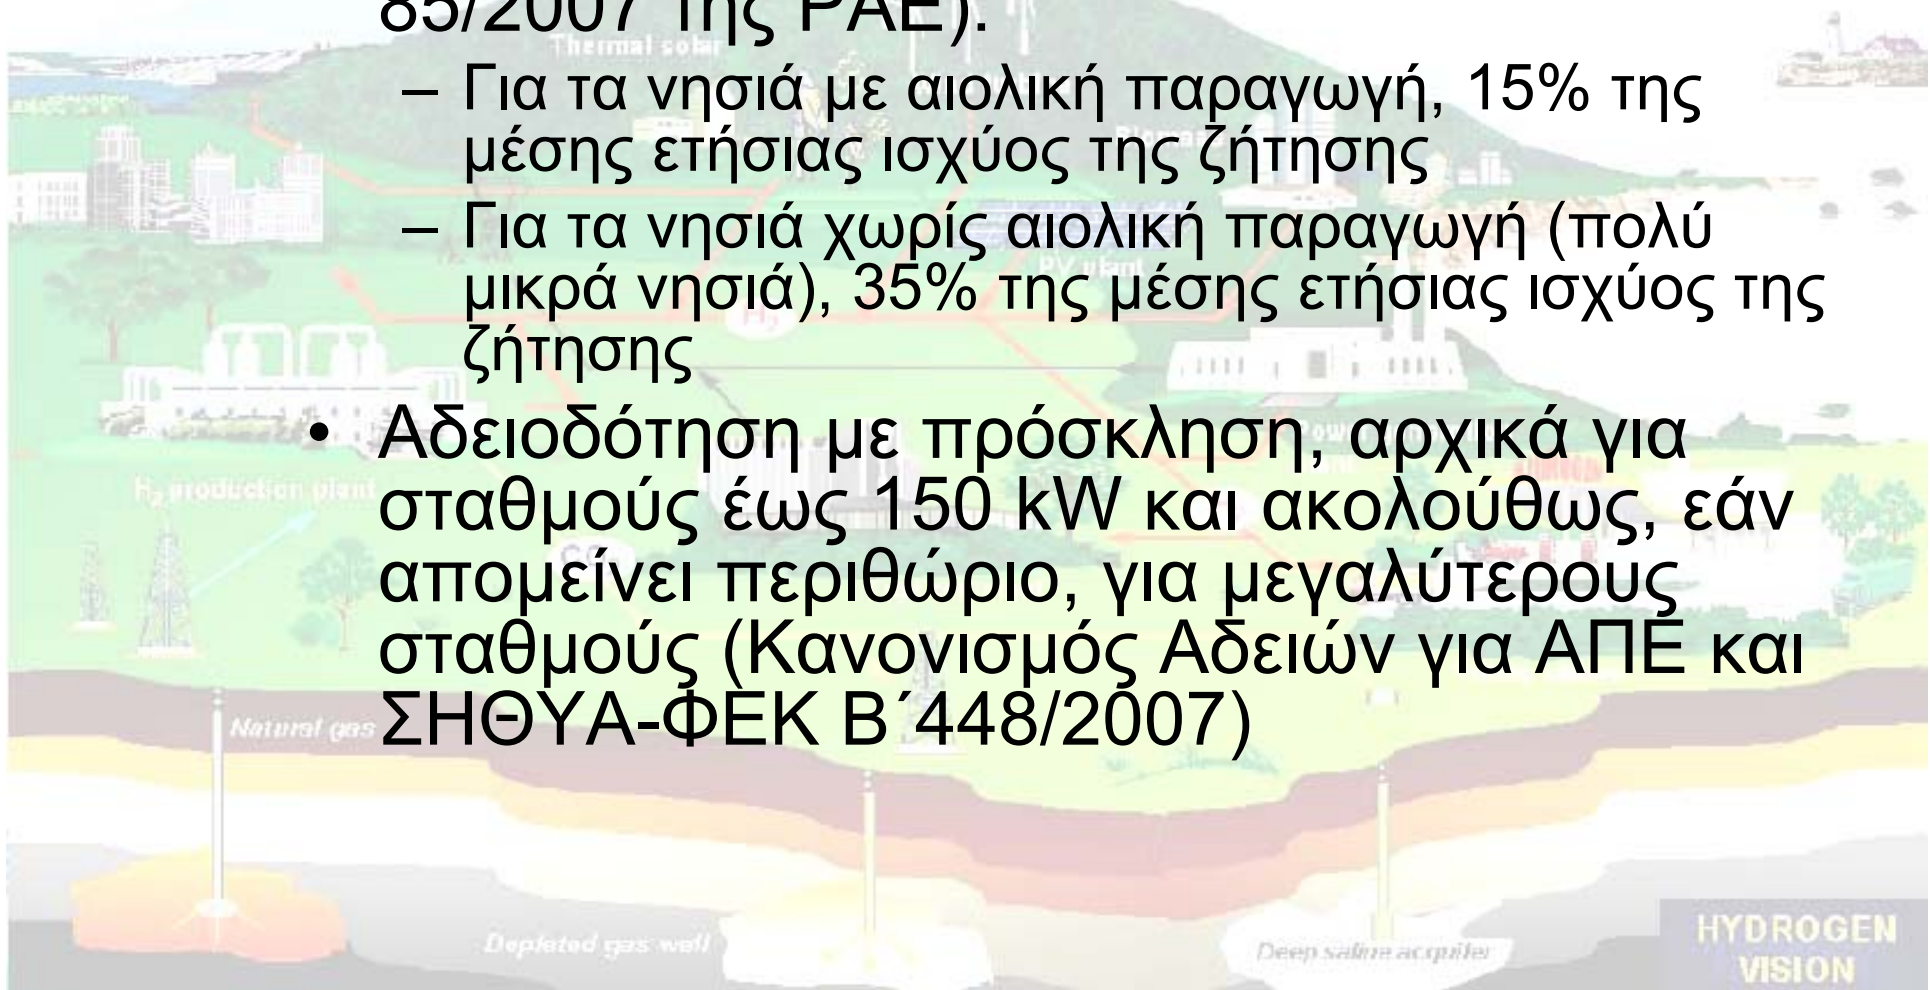 85/2007 της ΡΑΕ).
Thermal solar
– Για τα νησιά με αιολική παραγωγή, 15% της
μέσης ετήσιας ισχύος της ζήτησης
– Για τα νησιά χωρίς αιολική παραγωγή (πολύ
PV plant
μικρά νησιά), 35% της μέσης ετήσιας ισχύος της
H₂
ζήτησης
• Αδειοδότηση με πρόσκληση, αρχικά για
H₂ production plant
σταθμούς έως 150 kW και ακολούθως, εάν
απομείνει περιθώριο, για μεγαλύτερους
σταθμούς (Κανονισμός Αδειών για ΑΠΕ και
Natural gas
ΣΗΘΥΑ-ΦΕΚ Β΄448/2007)
Depleted gas well
Deep saline acquifer
HYDROGEN
VISION